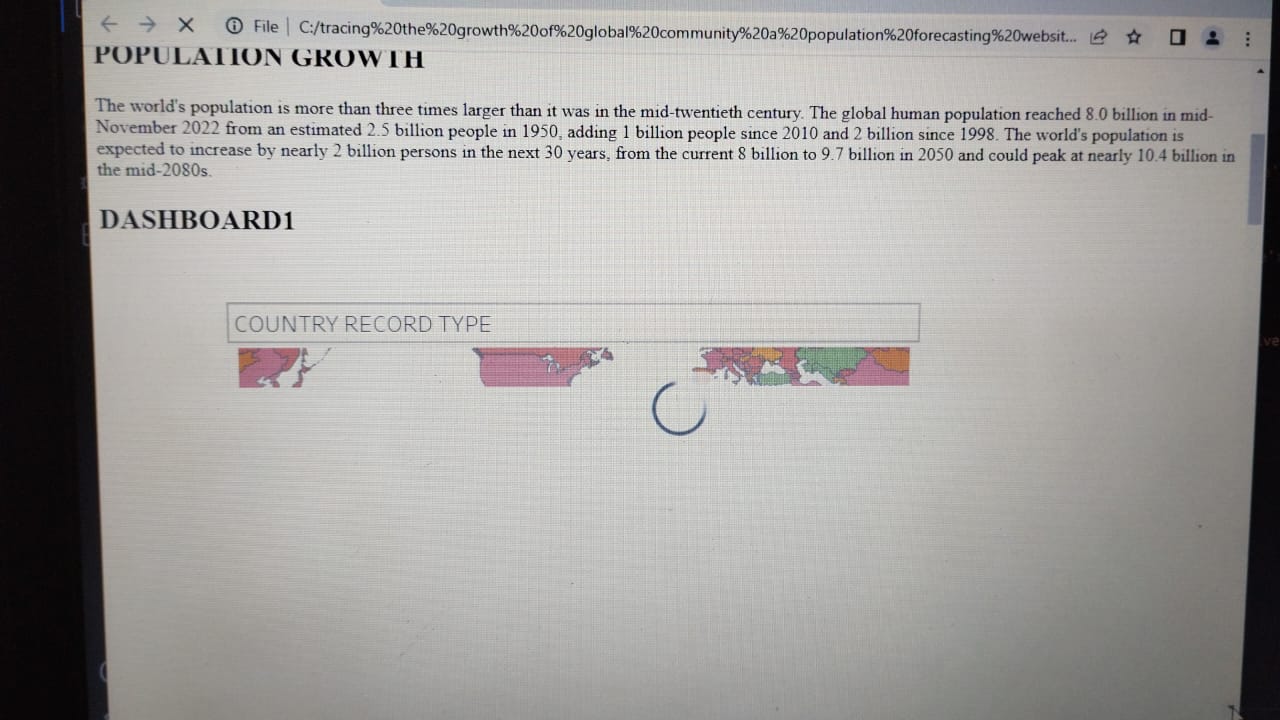 File | C:/tracing%20the%20growth%20of%20global%20community%20a%20population%20forecasting%20websit...
POPULATION GROWTH
The world's population is more than three times larger than it was in the mid-twentieth century. The global human population reached 8.0 billion in mid-
November 2022 from an estimated 2.5 billion people in 1950, adding 1 billion people since 2010 and 2 billion since 1998. The world's population is
expected to increase by nearly 2 billion persons in the next 30 years, from the current 8 billion to 9.7 billion in 2050 and could peak at nearly 10.4 billion in
the mid-2080s.
DASHBOARD1
COUNTRY RECORD TYPE